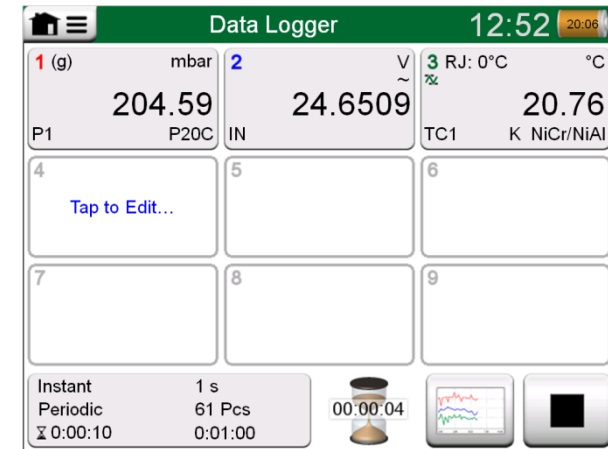 Data Logger 12:52 20:06
1 (g) mbar
204.59
P1 P20C
2 V
~
24.6509
IN
3 RJ: 0°C °C
20.76
TC1 K NiCr/NiAl
4
Tap to Edit...
5
6
7
8
9
Instant 1 s
Periodic 61 Pcs
0:00:10 0:01:00
00:00:04